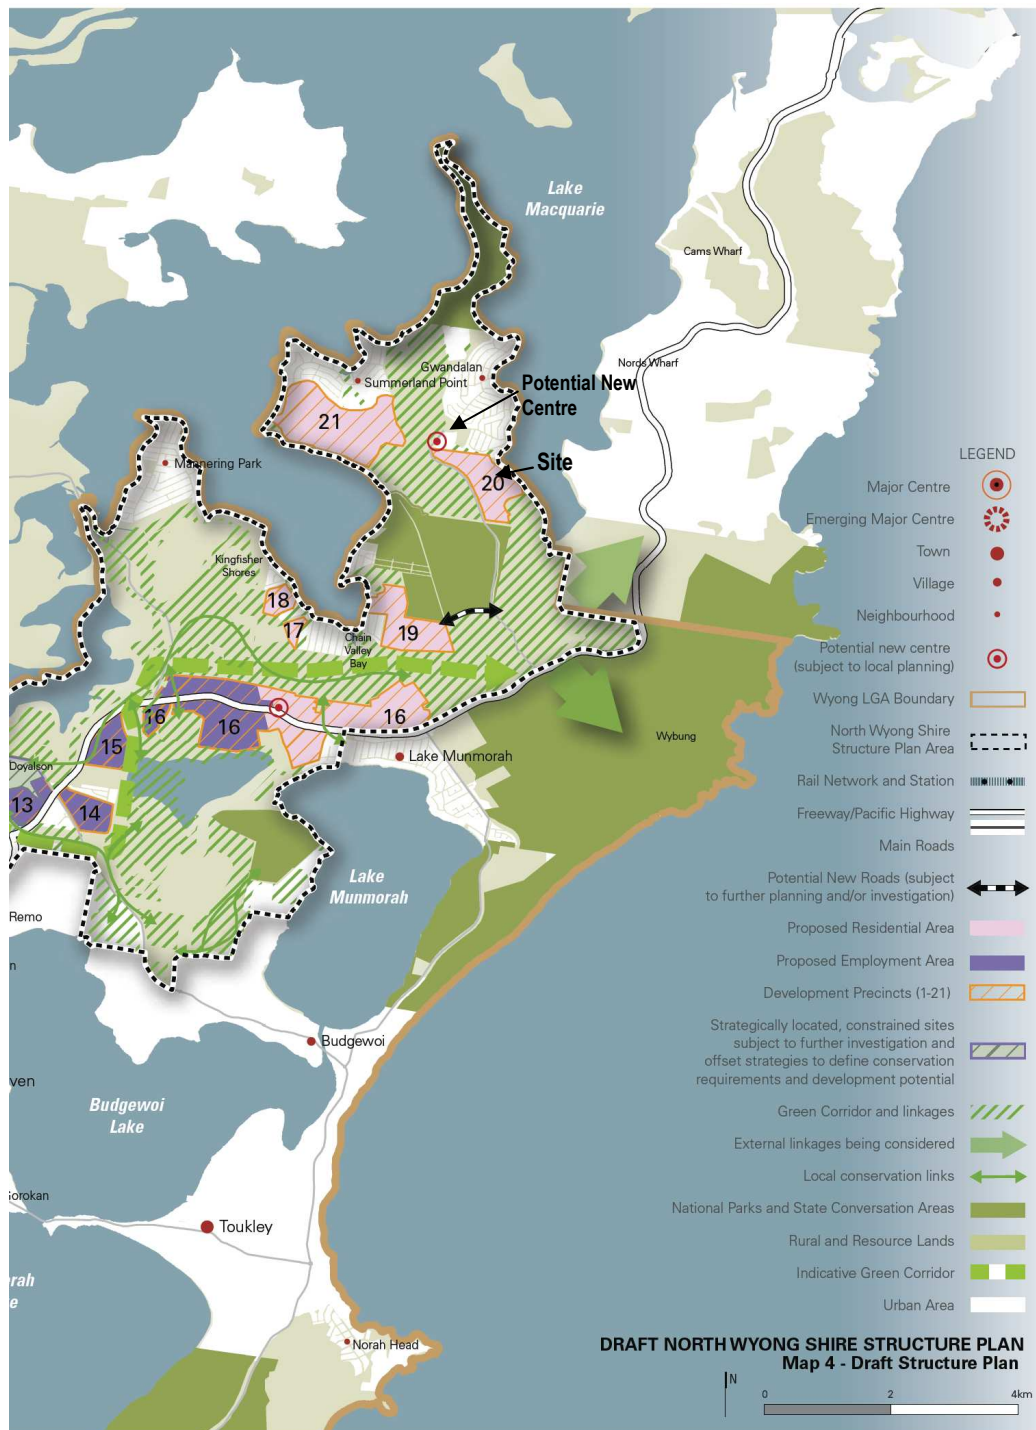 Lake
Macquarie
Cams Wharf
Nords Wharf
Gwandalan
Summerland Point
Potential New
Centre
21
Site
20
Mannering Park
Kingfisher
Shores
18
17
Chain
Valley
Bay
19
16
16
16
15
Doyalson
13
14
Lake Munmorah
Wybung
Lake
Munmorah
Remo
n
Budgewoi
ven
Budgewoi
Lake
Gorokan
Toukley
rah
e
Norah Head
LEGEND
Major Centre
Emerging Major Centre
Town
Village
Neighbourhood
Potential new centre
(subject to local planning)
Wyong LGA Boundary
North Wyong Shire
Structure Plan Area
Rail Network and Station
Freeway/Pacific Highway
Main Roads
Potential New Roads (subject
to further planning and/or investigation)
Proposed Residential Area
Proposed Employment Area
Development Precincts (1-21)
Strategically located, constrained sites
subject to further investigation and
offset strategies to define conservation
requirements and development potential
Green Corridor and linkages
External linkages being considered
Local conservation links
National Parks and State Conversation Areas
Rural and Resource Lands
Indicative Green Corridor
Urban Area
DRAFT NORTH WYONG SHIRE STRUCTURE PLAN
Map 4 - Draft Structure Plan
N
0 2 4km